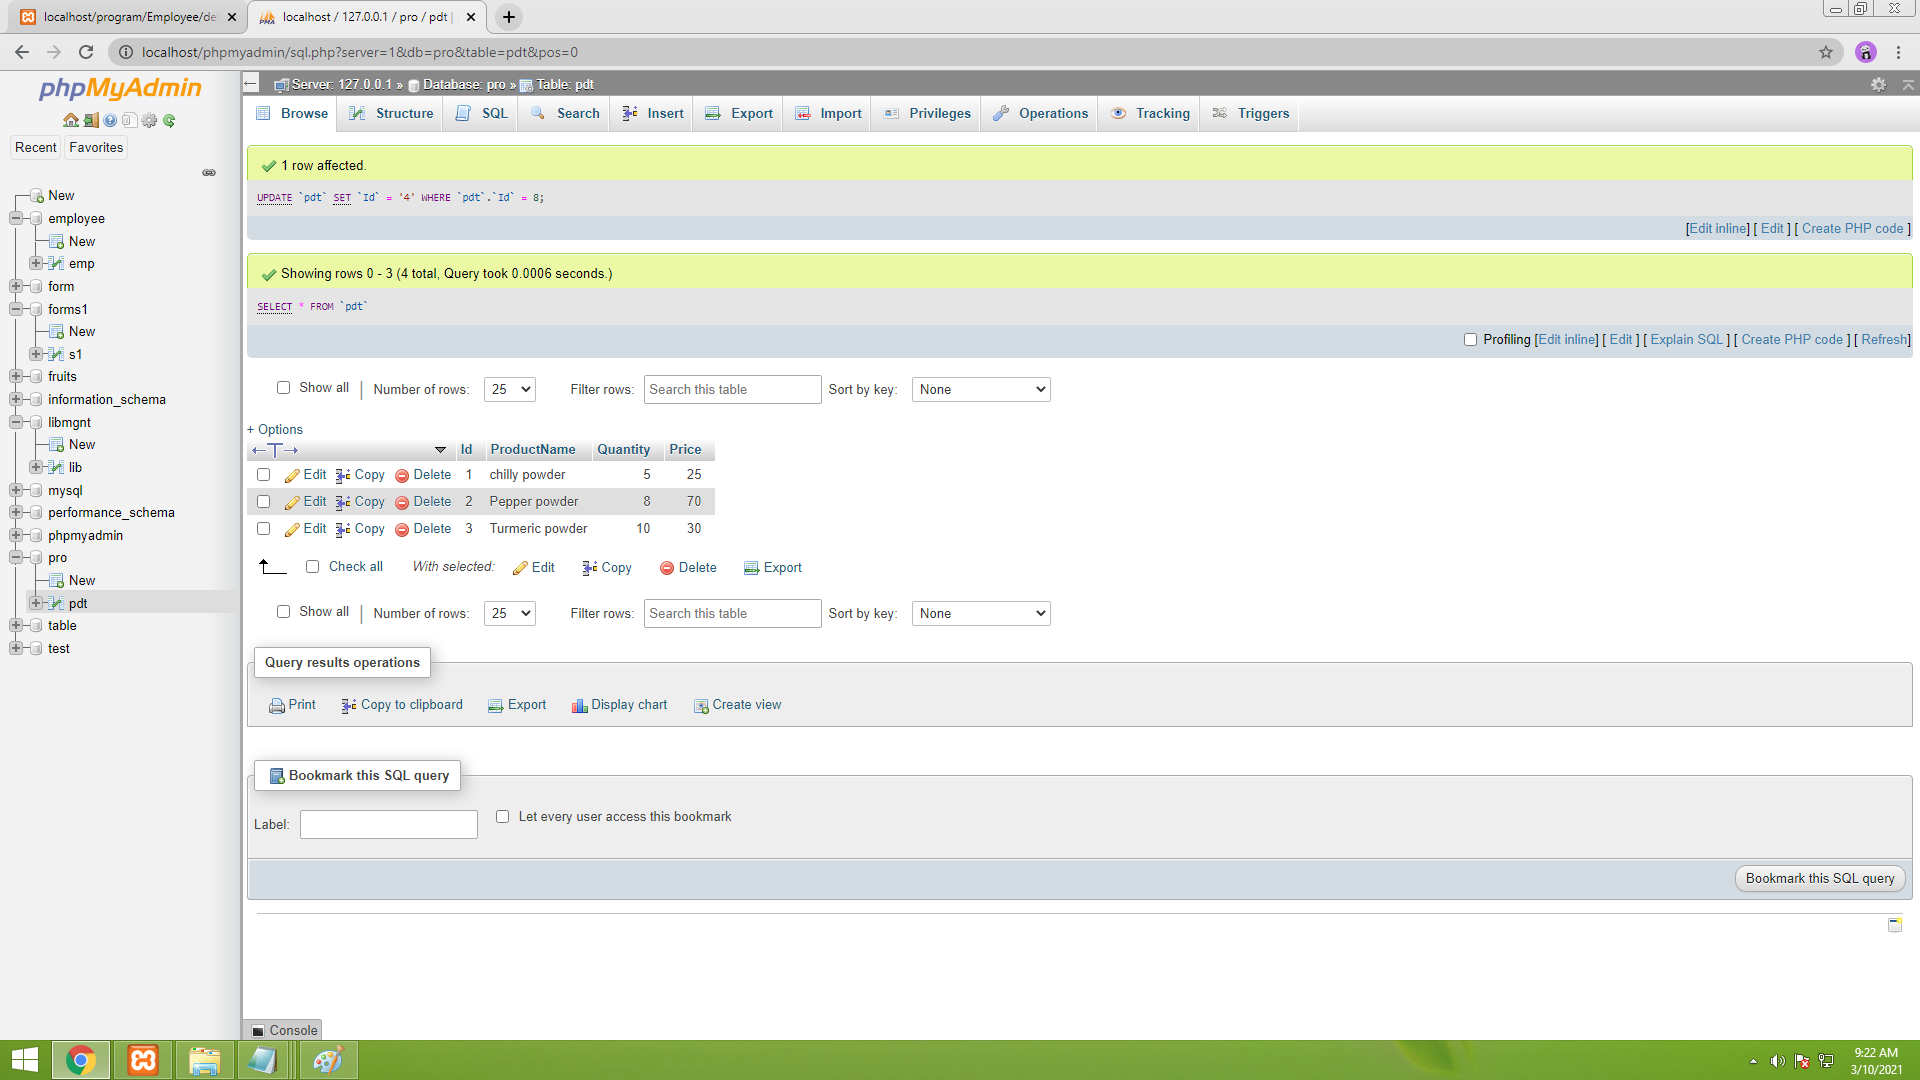 localhost/program/Employee/de
localhost / 127.0.0.1 / pro / pdt |
localhost/phpmyadmin/sql.php?server=1&db=pro&table=pdt&pos=0
phpMyAdmin
Server: 127.0.0.1 » Database: pro » Table: pdt
Browse Structure SQL Search Insert Export Import Privileges Operations Tracking Triggers
Recent Favorites
New
employee
New
emp
form
forms1
New
s1
fruits
information_schema
libmgnt
New
lib
mysql
performance_schema
phpmyadmin
pro
New
pdt
table
test
1 row affected.
UPDATE `pdt` SET `Id` = '4' WHERE `pdt`.`Id` = 8;
[Edit inline] [ Edit ] [ Create PHP code ]
Showing rows 0 - 3 (4 total, Query took 0.0006 seconds.)
SELECT * FROM `pdt`
Profiling [Edit inline] [ Edit ] [ Explain SQL ] [ Create PHP code ] [ Refresh]
Show all Number of rows: 25 Filter rows: Search this table Sort by key: None
+ Options
←T→ Id ProductName Quantity Price
Edit Copy Delete 1 chilly powder 5 25
Edit Copy Delete 2 Pepper powder 8 70
Edit Copy Delete 3 Turmeric powder 10 30
Check all With selected: Edit Copy Delete Export
Show all Number of rows: 25 Filter rows: Search this table Sort by key: None
Query results operations
Print Copy to clipboard Export Display chart Create view
Bookmark this SQL query
Label: Let every user access this bookmark
Bookmark this SQL query
Console
9:22 AM
3/10/2021